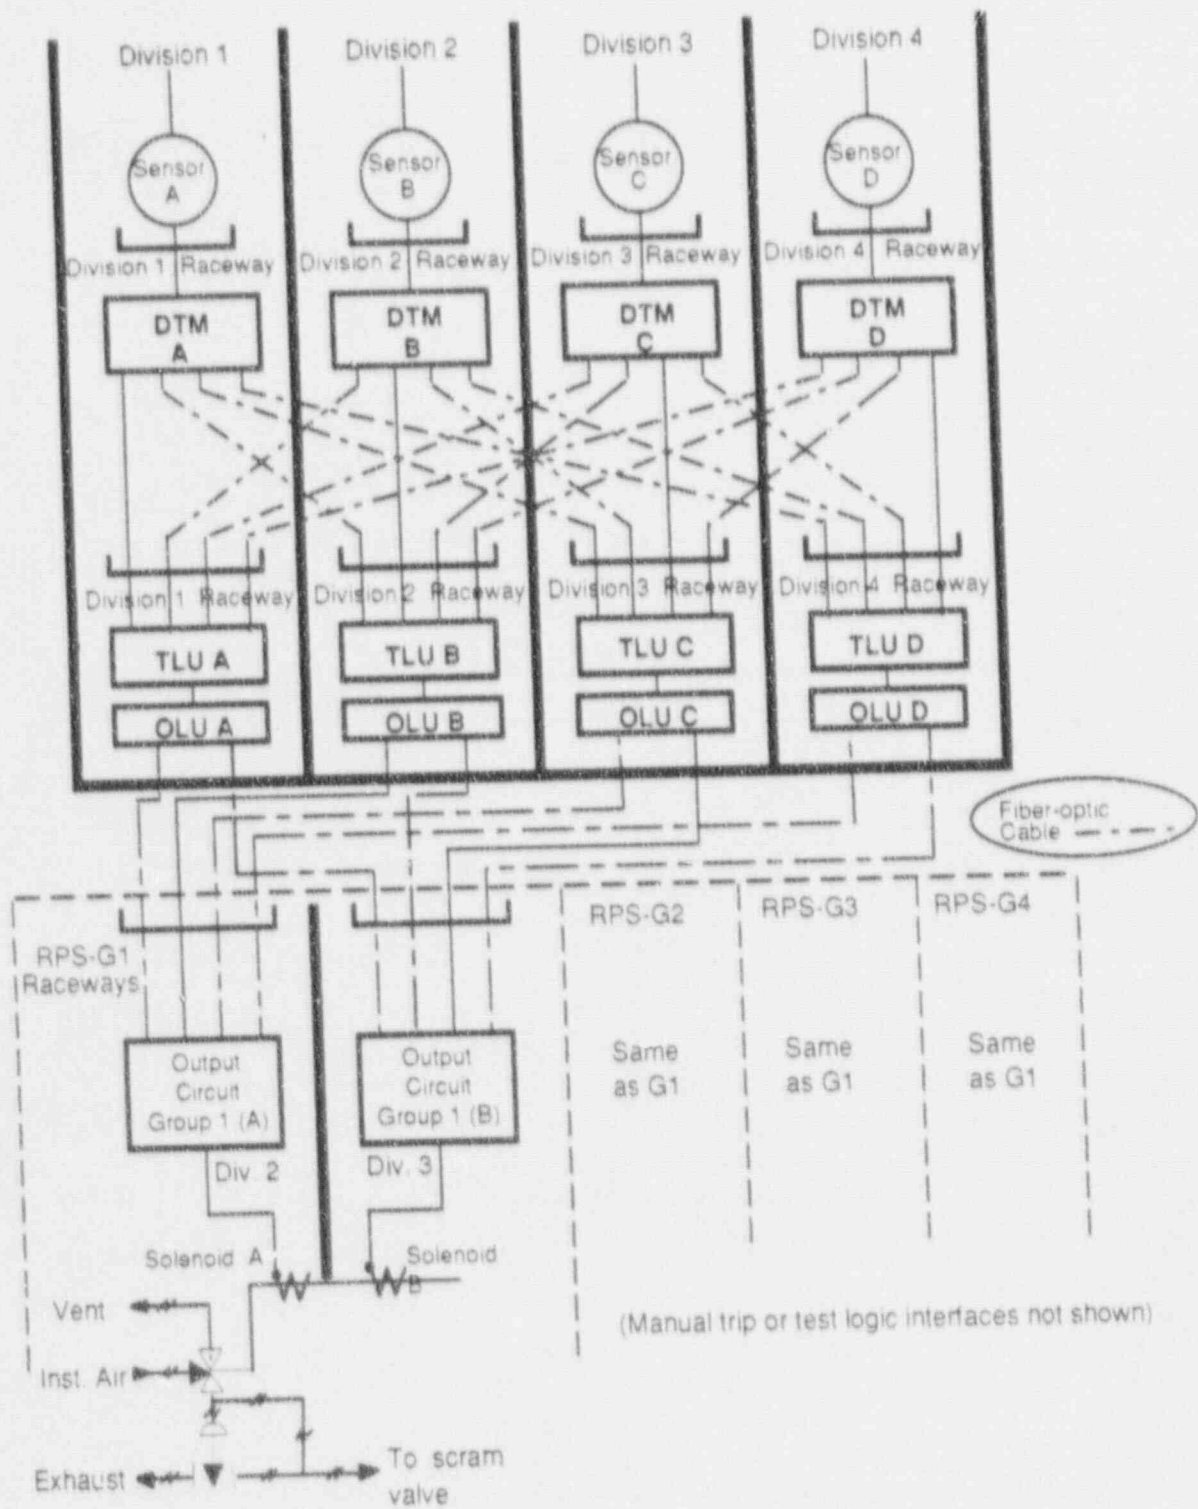 Division 1
Division 2
Division 3
Division 4
Sensor
A
Sensor
B
Sensor
C
Sensor
D
Division 1 Raceway
Division 2 Raceway
Division 3 Raceway
Division 4 Raceway
DTM
A
DTM
B
DTM
C
DTM
D
Division 1 Raceway
Division 2 Raceway
Division 3 Raceway
Division 4 Raceway
TLU A
TLU B
TLU C
TLU D
OLU A
OLU B
OLU C
OLU D
Fiber-optic
Cable
RPS-G1
Raceways
RPS-G2
RPS-G3
RPS-G4
Output
Circuit
Group 1 (A)
Output
Circuit
Group 1 (B)
Same
as G1
Same
as G1
Same
as G1
Div. 2
Div. 3
Solenoid A
Solenoid
B
Vent
(Manual trip or test logic interfaces not shown)
Inst. Air
Exhaust
To scram
valve